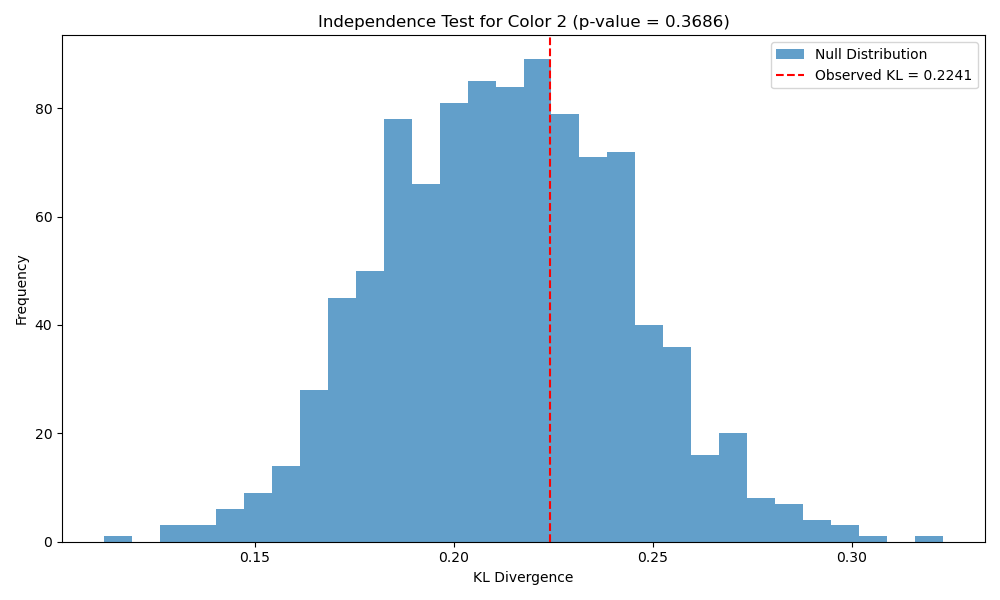 Independence Test for Color 2 (p-value = 0.3686)
Null Distribution
Observed KL = 0.2241
Frequency
80
60
40
20
0
0.15 0.20 0.25 0.30
KL Divergence